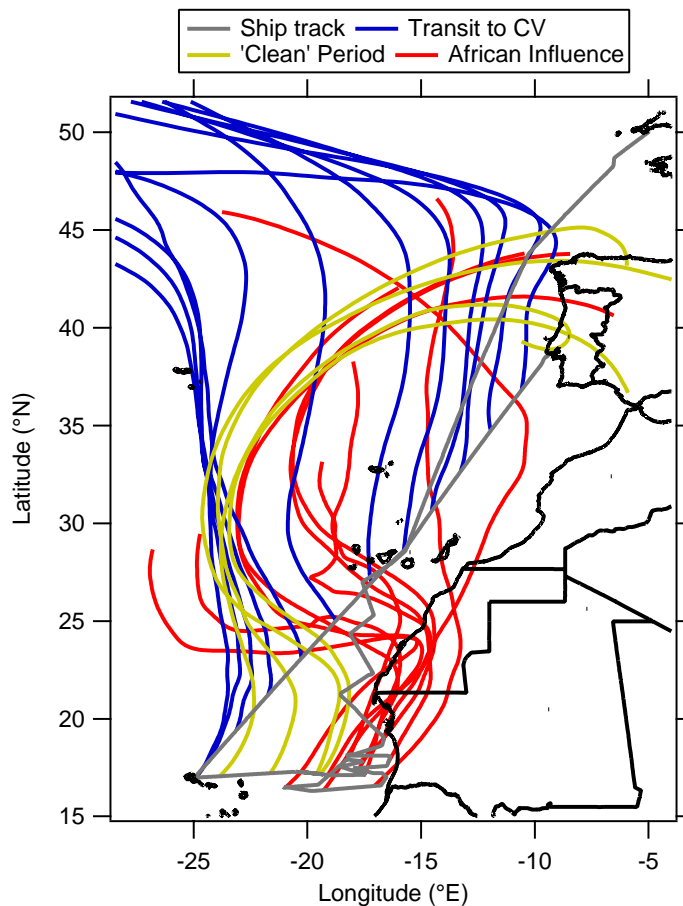 Ship track Transit to CV
'Clean' Period African Influence
50
45
40
35
30
25
20
15
Latitude (°N)
-25 -20 -15 -10 -5
Longitude (°E)